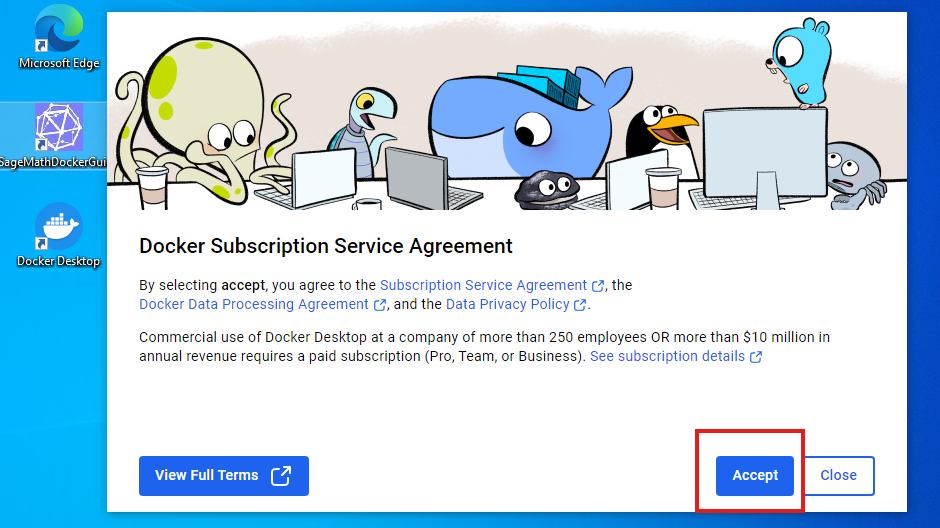 Microsoft Edge
SageMathDockerGui
Docker Desktop
Docker Subscription Service Agreement
By selecting accept, you agree to the Subscription Service Agreement, the
Docker Data Processing Agreement, and the Data Privacy Policy.
Commercial use of Docker Desktop at a company of more than 250 employees OR more than $10 million in
annual revenue requires a paid subscription (Pro, Team, or Business). See subscription details
View Full Terms
Accept
Close